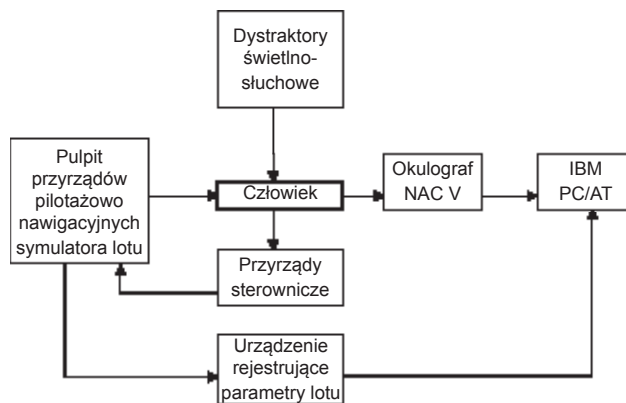 Dystraktory
świetlno-
słuchowe
Pulpit
przyrządów
pilotażowo
nawigacyjnych
symulatora lotu
Człowiek
Okulograf
NAC V
IBM
PC/AT
Przyrządy
sterownicze
Urządzenie
rejestrujące
parametry lotu